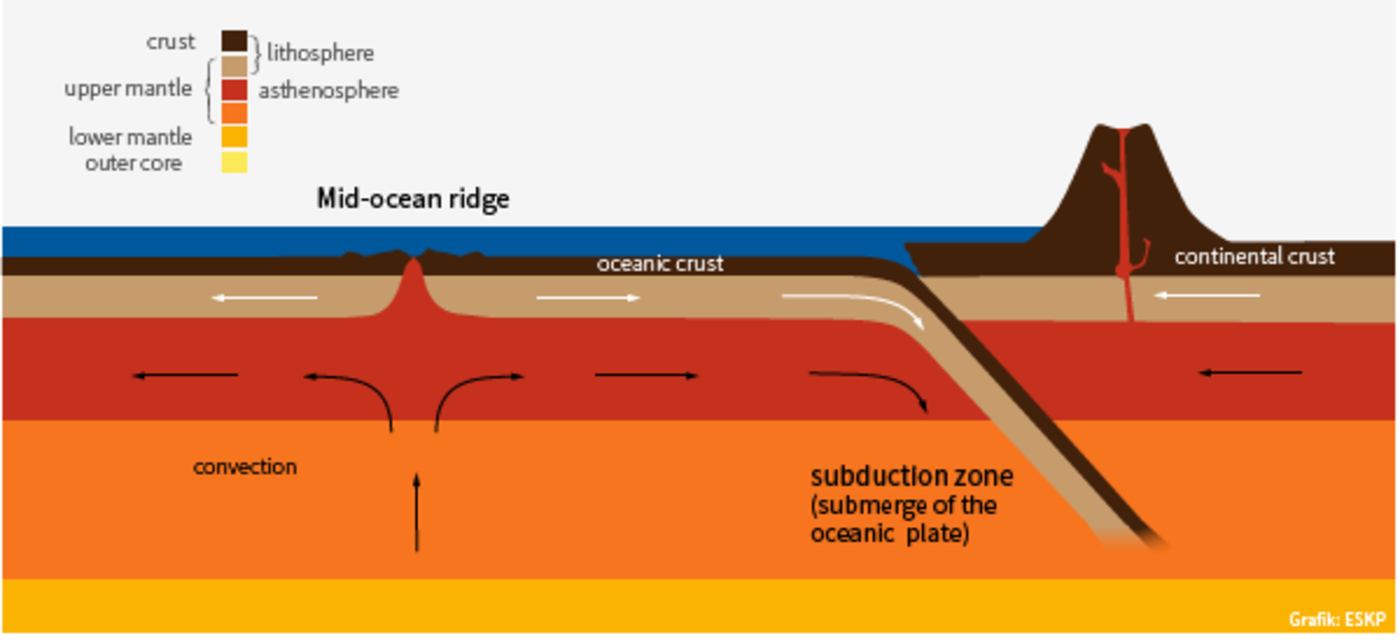 crust
lithosphere
upper mantle
asthenosphere
lower mantle
outer core
Mid-ocean ridge
oceanic crust
continental crust
convection
subduction zone
(submerge of the
oceanic plate)
Grafik: ESKP